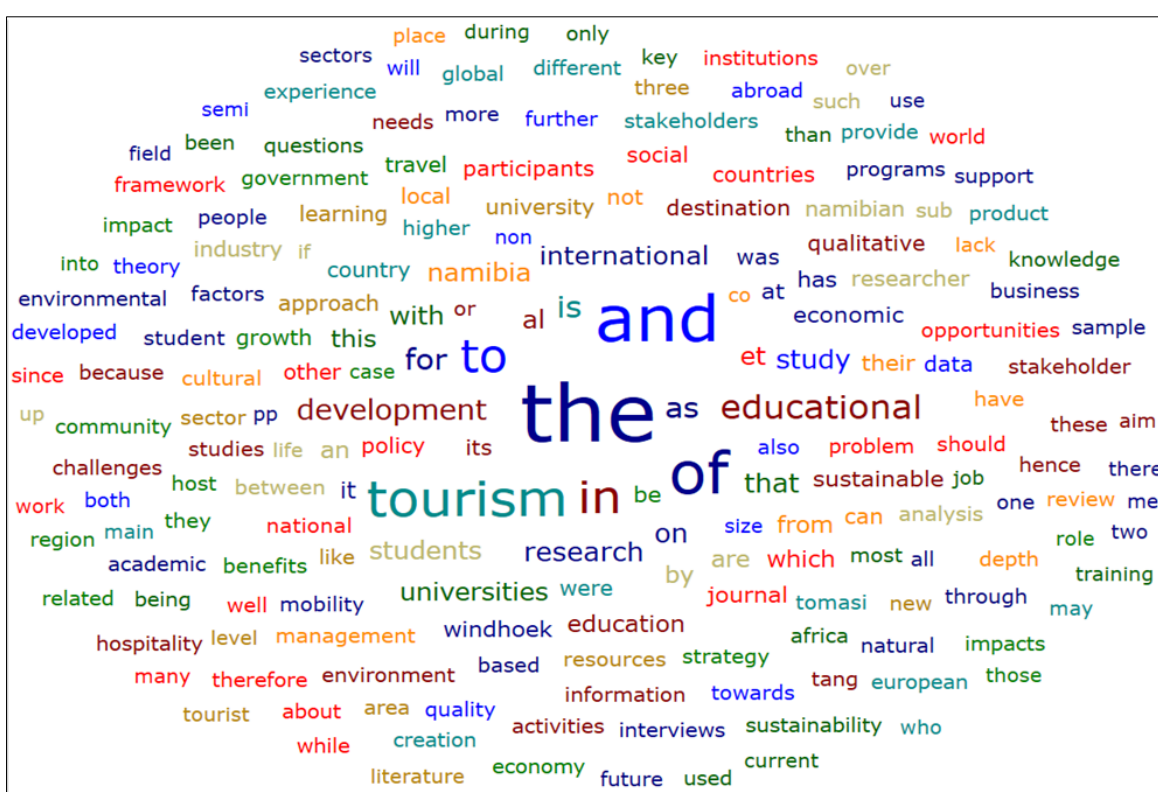 place during only
sectors will global different key institutions over
experience three abroad such use
semi needs more further stakeholders than provide world
field been questions travel participants social countries programs support
framework government local university not destination namibian sub product
impact people learning higher non international was qualitative lack knowledge
into theory industry if country namibia co at has researcher business
environmental factors approach with or al is and economic opportunities sample
developed student growth this for to et study their data stakeholder
since because cultural other case the as educational have
up community sector pp development also problem should these aim
challenges studies life an policy its of that sustainable job hence there
work both host between it tourism in be size from can analysis one review me
region main they national on role two
academic benefits like students research by are which most all depth training
related being well mobility universities were journal tomasi new through may
hospitality level management windhoek education africa natural impacts
many therefore environment based resources strategy tang european those
tourist about area quality information towards
while creation activities interviews sustainability who
literature economy future used current